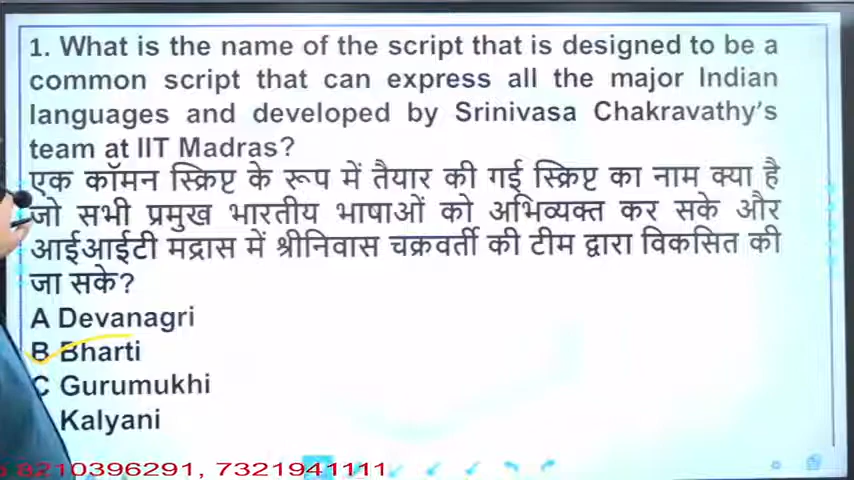 1. What is the name of the script that is designed to be a
common script that can express all the major Indian
languages and developed by Srinivasa Chakravathy's
team at IIT Madras?
एक कॉमन स्क्रिप्ट के रूप में तैयार की गई स्क्रिप्ट का नाम क्या है
जो सभी प्रमुख भारतीय भाषाओं को अभिव्यक्त कर सके और
आईआईटी मद्रास में श्रीनिवास चक्रवर्ती की टीम द्वारा विकसित की
जा सके?
A Devanagri
B Bharti
C Gurumukhi
Kalyani
8210396291, 7321941111